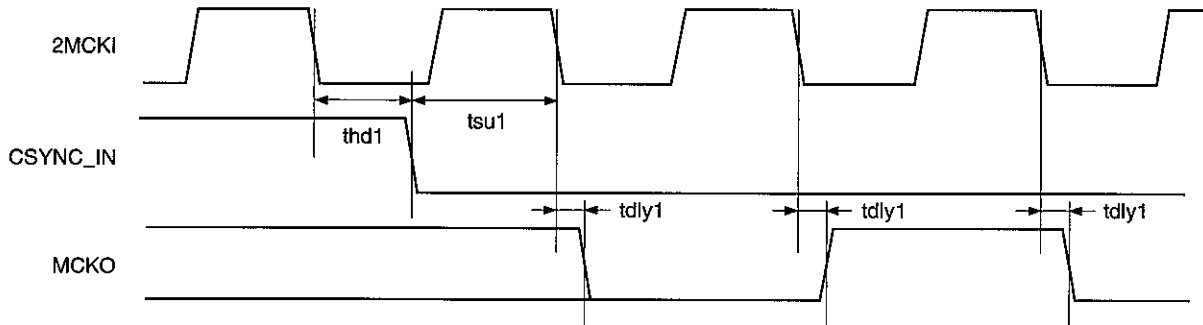 2MCKi
thd1
tsu1
CSYNC_IN
tdly1
tdly1
tdly1
MCKO